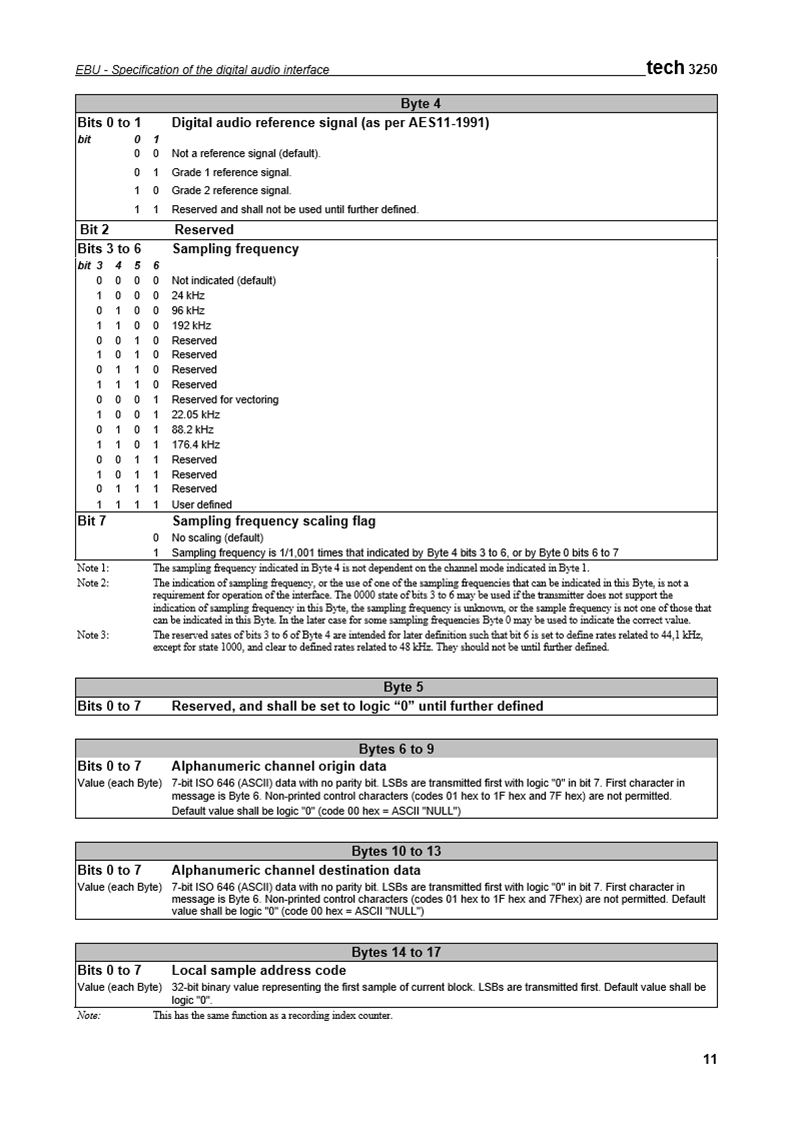 EBU - Specification of the digital audio interface tech 3250
Byte 4
Bits 0 to 1 Digital audio reference signal (as per AES11-1991)
bit 0 1
0 0 Not a reference signal (default).
0 1 Grade 1 reference signal.
1 0 Grade 2 reference signal.
1 1 Reserved and shall not be used until further defined.
Bit 2 Reserved
Bits 3 to 6 Sampling frequency
bit 3 4 5 6
0 0 0 0 Not indicated (default)
1 0 0 0 24 kHz
0 1 0 0 96 kHz
1 1 0 0 192 kHz
0 0 1 0 Reserved
1 0 1 0 Reserved
0 1 1 0 Reserved
1 1 1 0 Reserved
0 0 0 1 Reserved for vectoring
1 0 0 1 22.05 kHz
0 1 0 1 88.2 kHz
1 1 0 1 176.4 kHz
0 0 1 1 Reserved
1 0 1 1 Reserved
0 1 1 1 Reserved
1 1 1 1 User defined
Bit 7 Sampling frequency scaling flag
0 No scaling (default)
1 Sampling frequency is 1/1,001 times that indicated by Byte 4 bits 3 to 6, or by Byte 0 bits 6 to 7
Note 1: The sampling frequency indicated in Byte 4 is not dependent on the channel mode indicated in Byte 1.
Note 2: The indication of sampling frequency, or the use of one of the sampling frequencies that can be indicated in this Byte, is not a
requirement for operation of the interface. The 0000 state of bits 3 to 6 may be used if the transmitter does not support the
indication of sampling frequency in this Byte, the sampling frequency is unknown, or the sample frequency is not one of those that
can be indicated in this Byte. In the later case for some sampling frequencies Byte 0 may be used to indicate the correct value.
Note 3: The reserved sates of bits 3 to 6 of Byte 4 are intended for later definition such that bit 6 is set to define rates related to 44,1 kHz,
except for state 1000, and clear to defined rates related to 48 kHz. They should not be until further defined.
Byte 5
Bits 0 to 7 Reserved, and shall be set to logic “0” until further defined
Bytes 6 to 9
Bits 0 to 7 Alphanumeric channel origin data
Value (each Byte) 7-bit ISO 646 (ASCII) data with no parity bit. LSBs are transmitted first with logic "0" in bit 7. First character in
message is Byte 6. Non-printed control characters (codes 01 hex to 1F hex and 7F hex) are not permitted.
Default value shall be logic "0" (code 00 hex = ASCII "NULL")
Bytes 10 to 13
Bits 0 to 7 Alphanumeric channel destination data
Value (each Byte) 7-bit ISO 646 (ASCII) data with no parity bit. LSBs are transmitted first with logic "0" in bit 7. First character in
message is Byte 6. Non-printed control characters (codes 01 hex to 1F hex and 7Fhex) are not permitted. Default
value shall be logic "0" (code 00 hex = ASCII "NULL")
Bytes 14 to 17
Bits 0 to 7 Local sample address code
Value (each Byte) 32-bit binary value representing the first sample of current block. LSBs are transmitted first. Default value shall be
logic "0".
Note: This has the same function as a recording index counter.
11